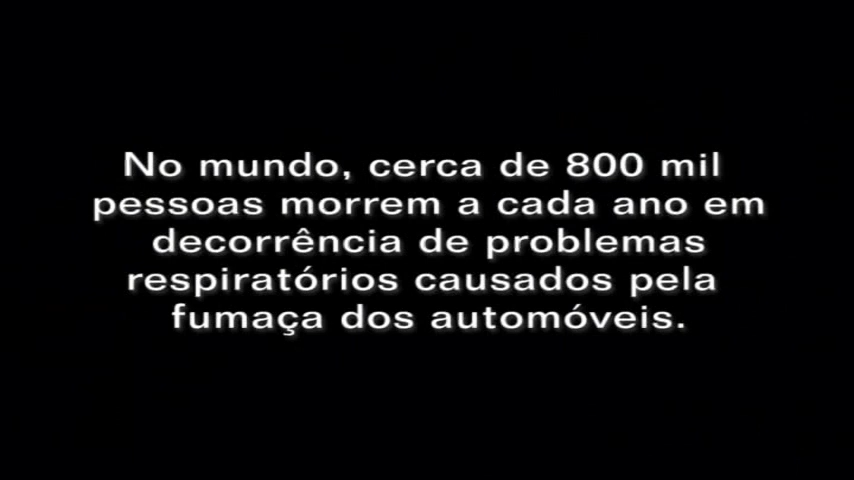 No mundo, cerca de 800 mil
pessoas morrem a cada ano em
decorrência de problemas
respiratórios causados pela
fumaça dos automóveis.